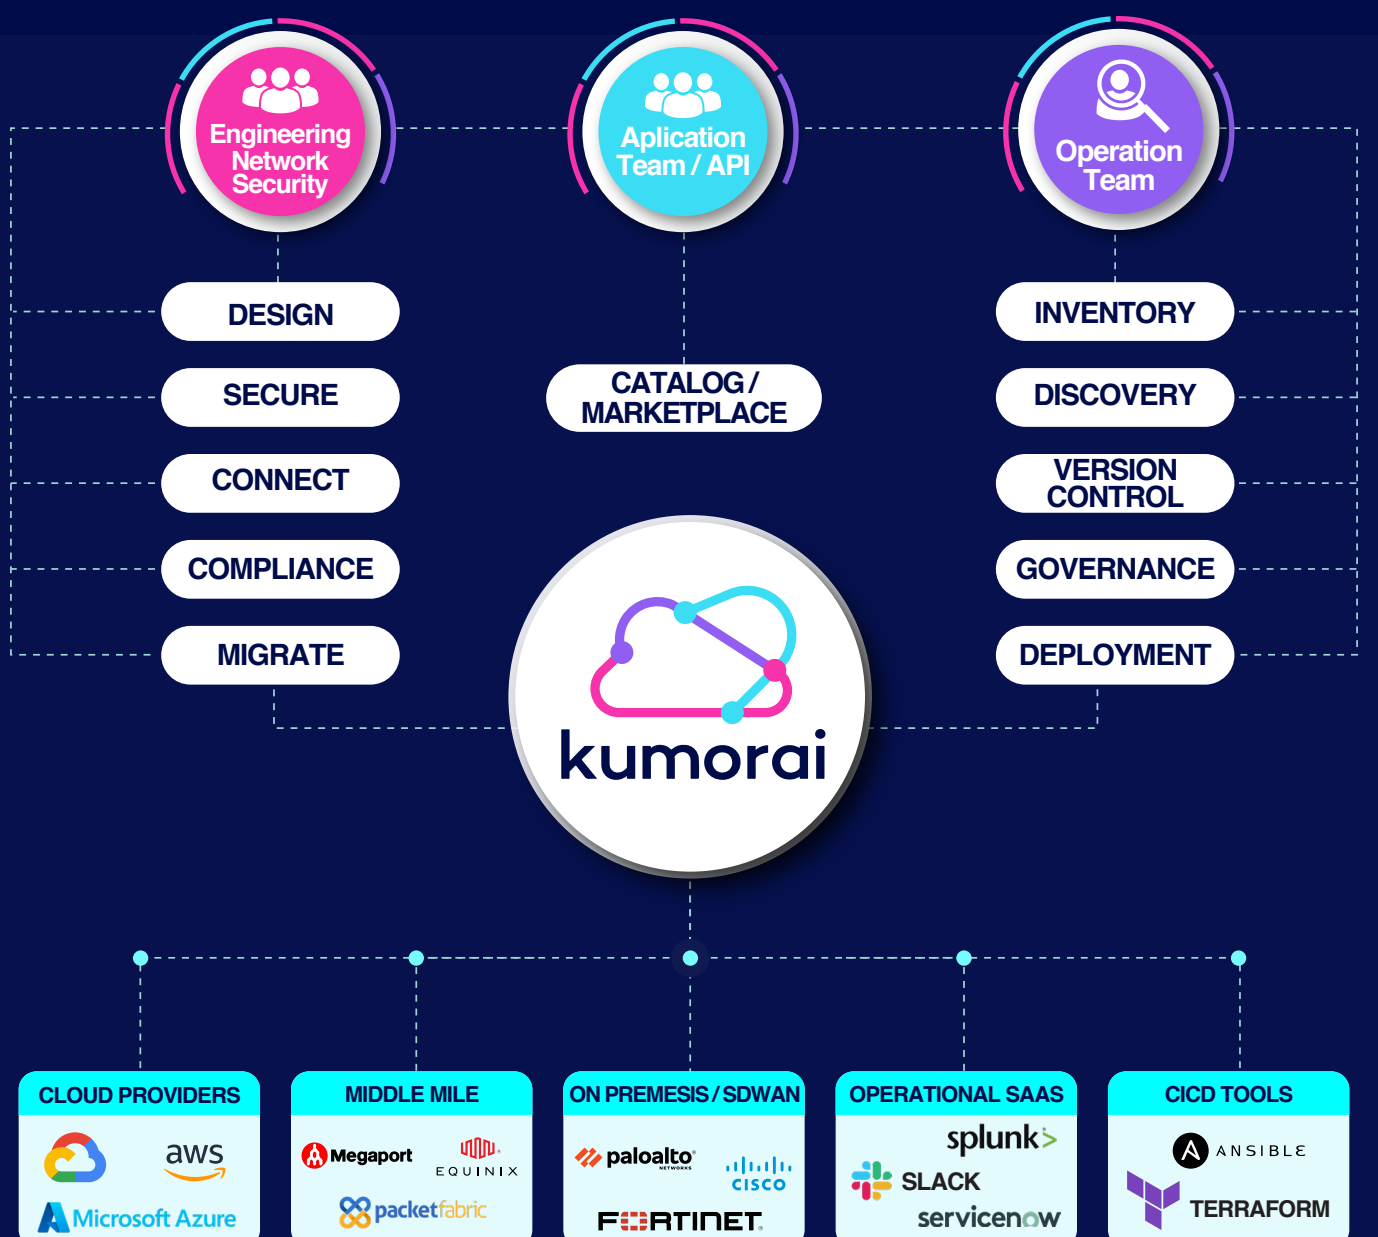 Engineering
Network
Security
Aplication
Team / API
Operation
Team
DESIGN
SECURE
CONNECT
COMPLIANCE
MIGRATE
CATALOG /
MARKETPLACE
INVENTORY
DISCOVERY
VERSION
CONTROL
GOVERNANCE
DEPLOYMENT
kumorai
CLOUD PROVIDERS
aws
Microsoft Azure
MIDDLE MILE
Megaport
EQUINIX
packetfabric
ON PREMESIS / SDWAN
paloalto
NETWORKS
CISCO
FORTINET
OPERATIONAL SAAS
splunk>
SLACK
servicenow
CICD TOOLS
ANSIBLE
TERRAFORM